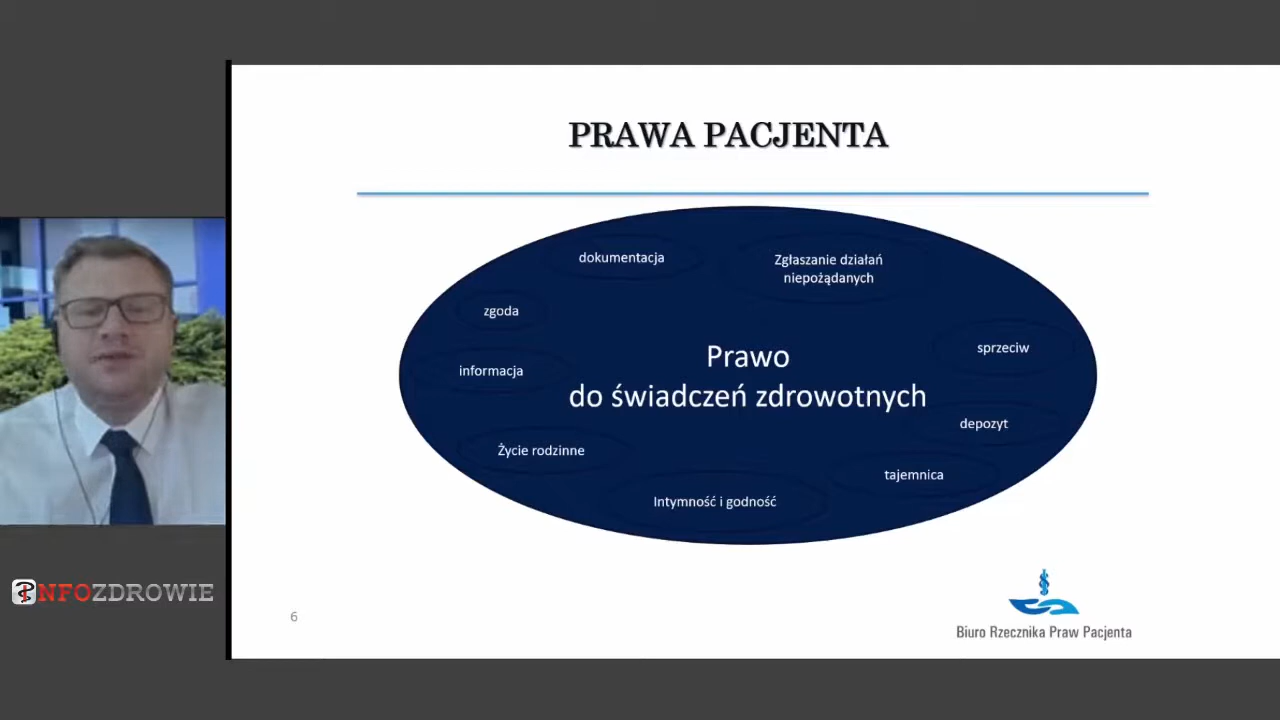 PRAWA PACJENTA
dokumentacja
Zgłaszanie działań
niepożądanych
zgoda
sprzeciw
informacja
Prawo
do świadczeń zdrowotnych
depozyt
Życie rodzinne
tajemnica
Intymność i godność
INFOZDROWIE
6
Biuro Rzecznika Praw Pacjenta